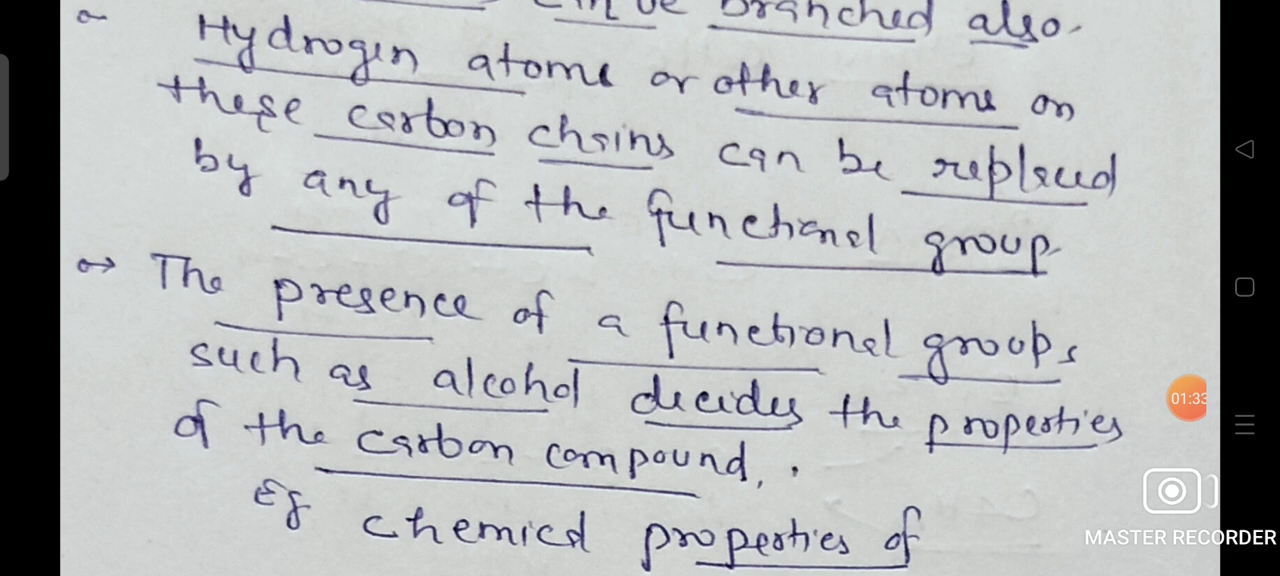 be branched also.
Hydrogen atoms or other atoms on
these carbon chains can be replaced
by any of the functional group.
The presence of a functional groups
such as alcohol decides the properties
of the carbon compound.
Eg chemical properties of
01:33
MASTER RECORDER